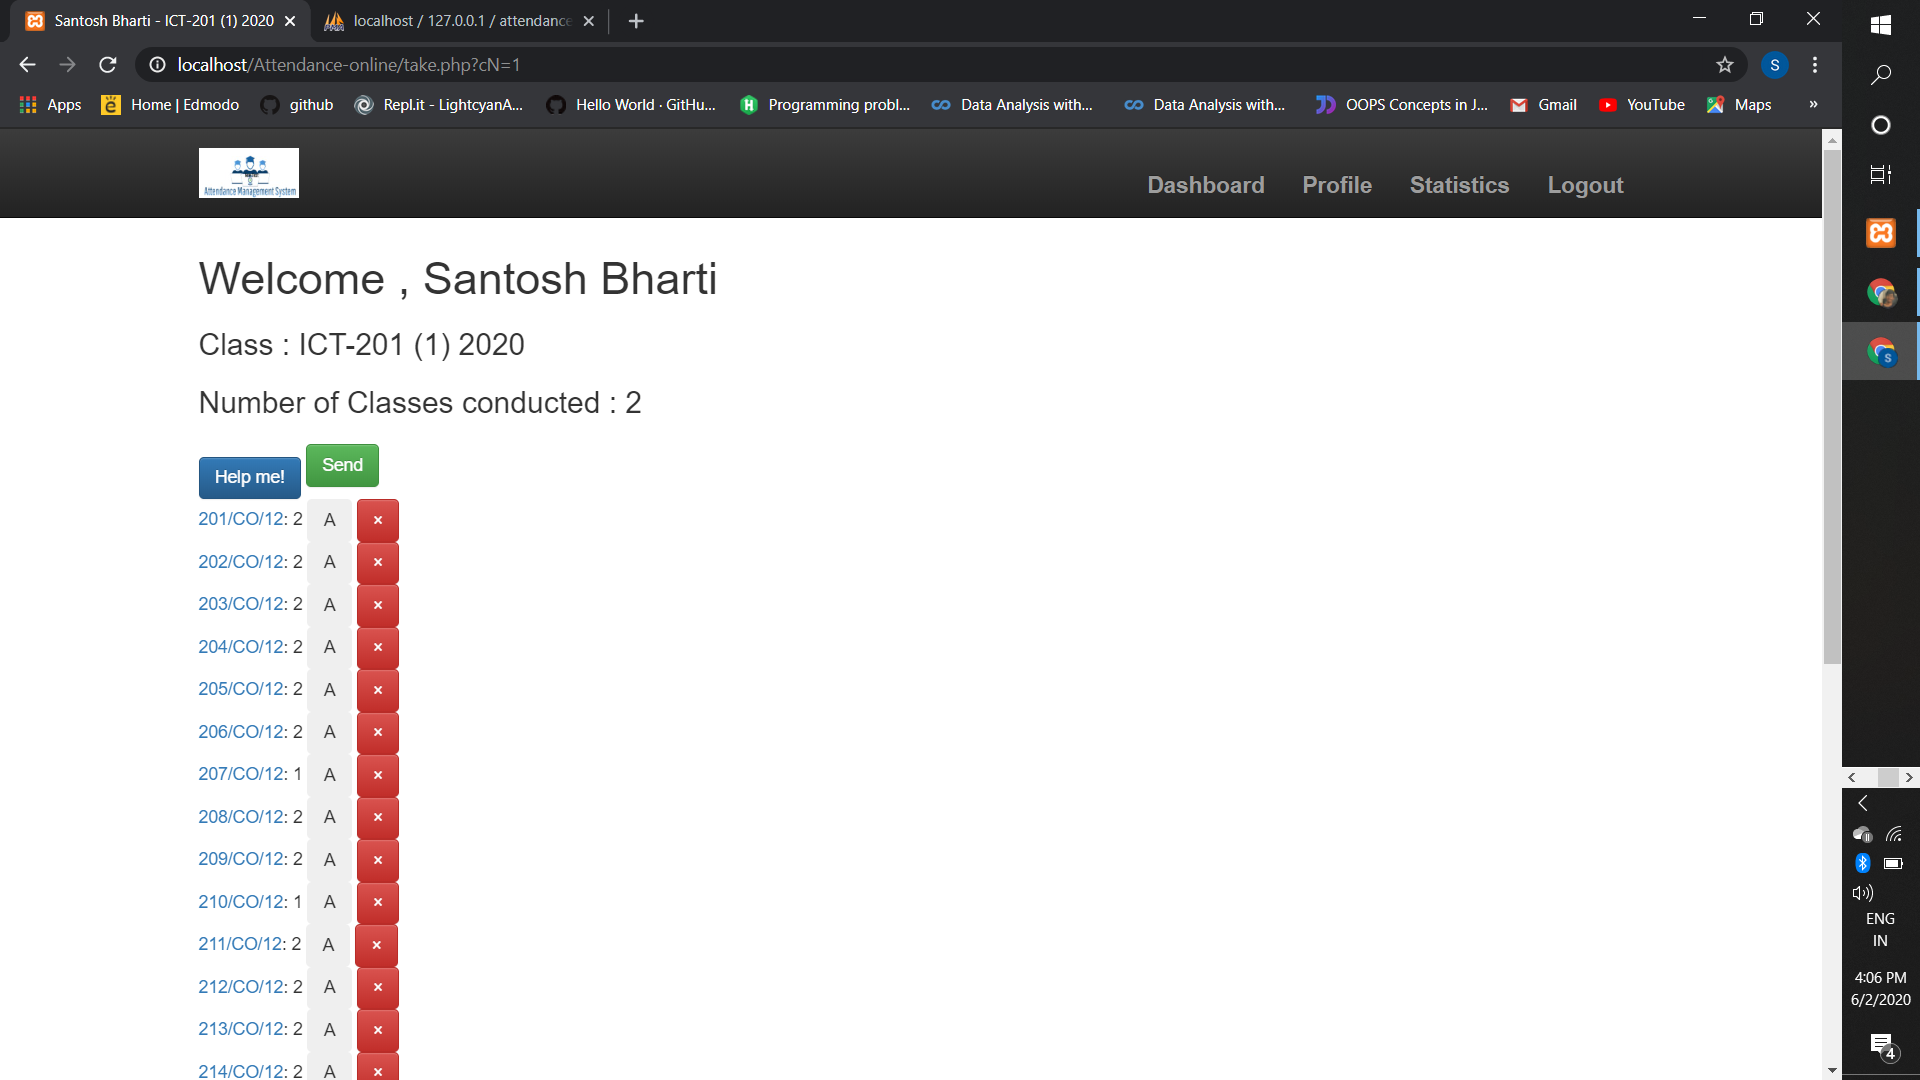 Santosh Bharti - ICT-201 (1) 2020
localhost / 127.0.0.1 / attendance
localhost/Attendance-online/take.php?cN=1
S
Apps
Home | Edmodo
github
Repl.it - LightcyanA...
Hello World · GitHu...
Programming probl...
Data Analysis with...
Data Analysis with...
OOPS Concepts in J...
Gmail
YouTube
Maps
»
Attendance Management System
Dashboard
Profile
Statistics
Logout
Welcome , Santosh Bharti
Class : ICT-201 (1) 2020
Number of Classes conducted : 2
Help me!
Send
201/CO/12: 2 A ×
202/CO/12: 2 A ×
203/CO/12: 2 A ×
204/CO/12: 2 A ×
205/CO/12: 2 A ×
206/CO/12: 2 A ×
207/CO/12: 1 A ×
208/CO/12: 2 A ×
209/CO/12: 2 A ×
210/CO/12: 1 A ×
211/CO/12: 2 A ×
212/CO/12: 2 A ×
213/CO/12: 2 A ×
214/CO/12: 2 A ×
S
ENG
IN
4:06 PM
6/2/2020
4